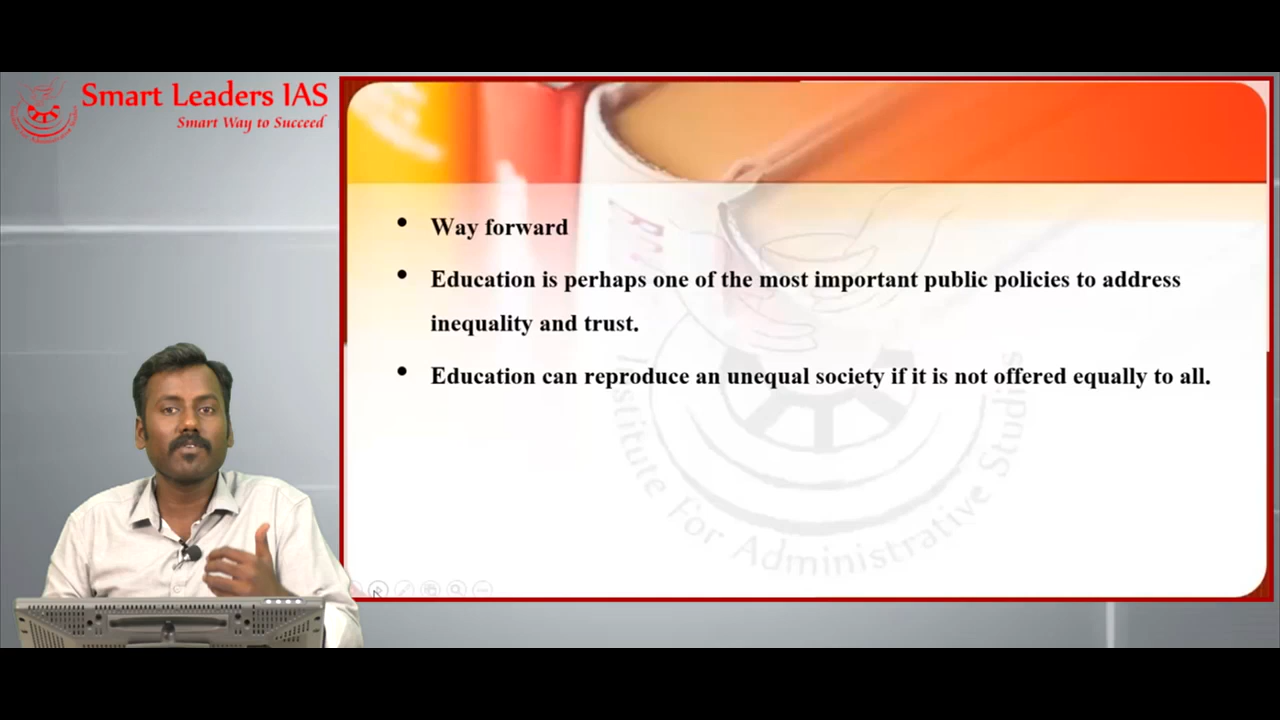 Smart Leaders IAS
Smart Way to Succeed
• Way forward
• Education is perhaps one of the most important public policies to address
inequality and trust.
• Education can reproduce an unequal society if it is not offered equally to all.
Institute For Administrative Studies